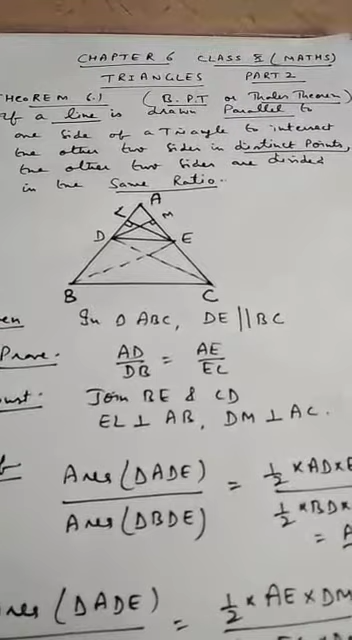 CHAPTER 6 CLASS X (MATHS)
TRIANGLES PART 2
THEOREM 6.1 (B.P.T or Thales Theorem)
If a line is drawn Parallel to
one side of a Triangle to intersect
the other two sides in distinct Points,
the other two sides are divided
in the Same Ratio.
A
L M
D E
B C
In Δ ABC, DE || BC
Prove. AD/DB = AE/EC
Join BE & CD
EL ⊥ AB, DM ⊥ AC.
Area (ΔADE) / Area (ΔBDE) = ½ × AD × E / ½ × BD ×
=
(ΔADE) = ½ × AE × DM